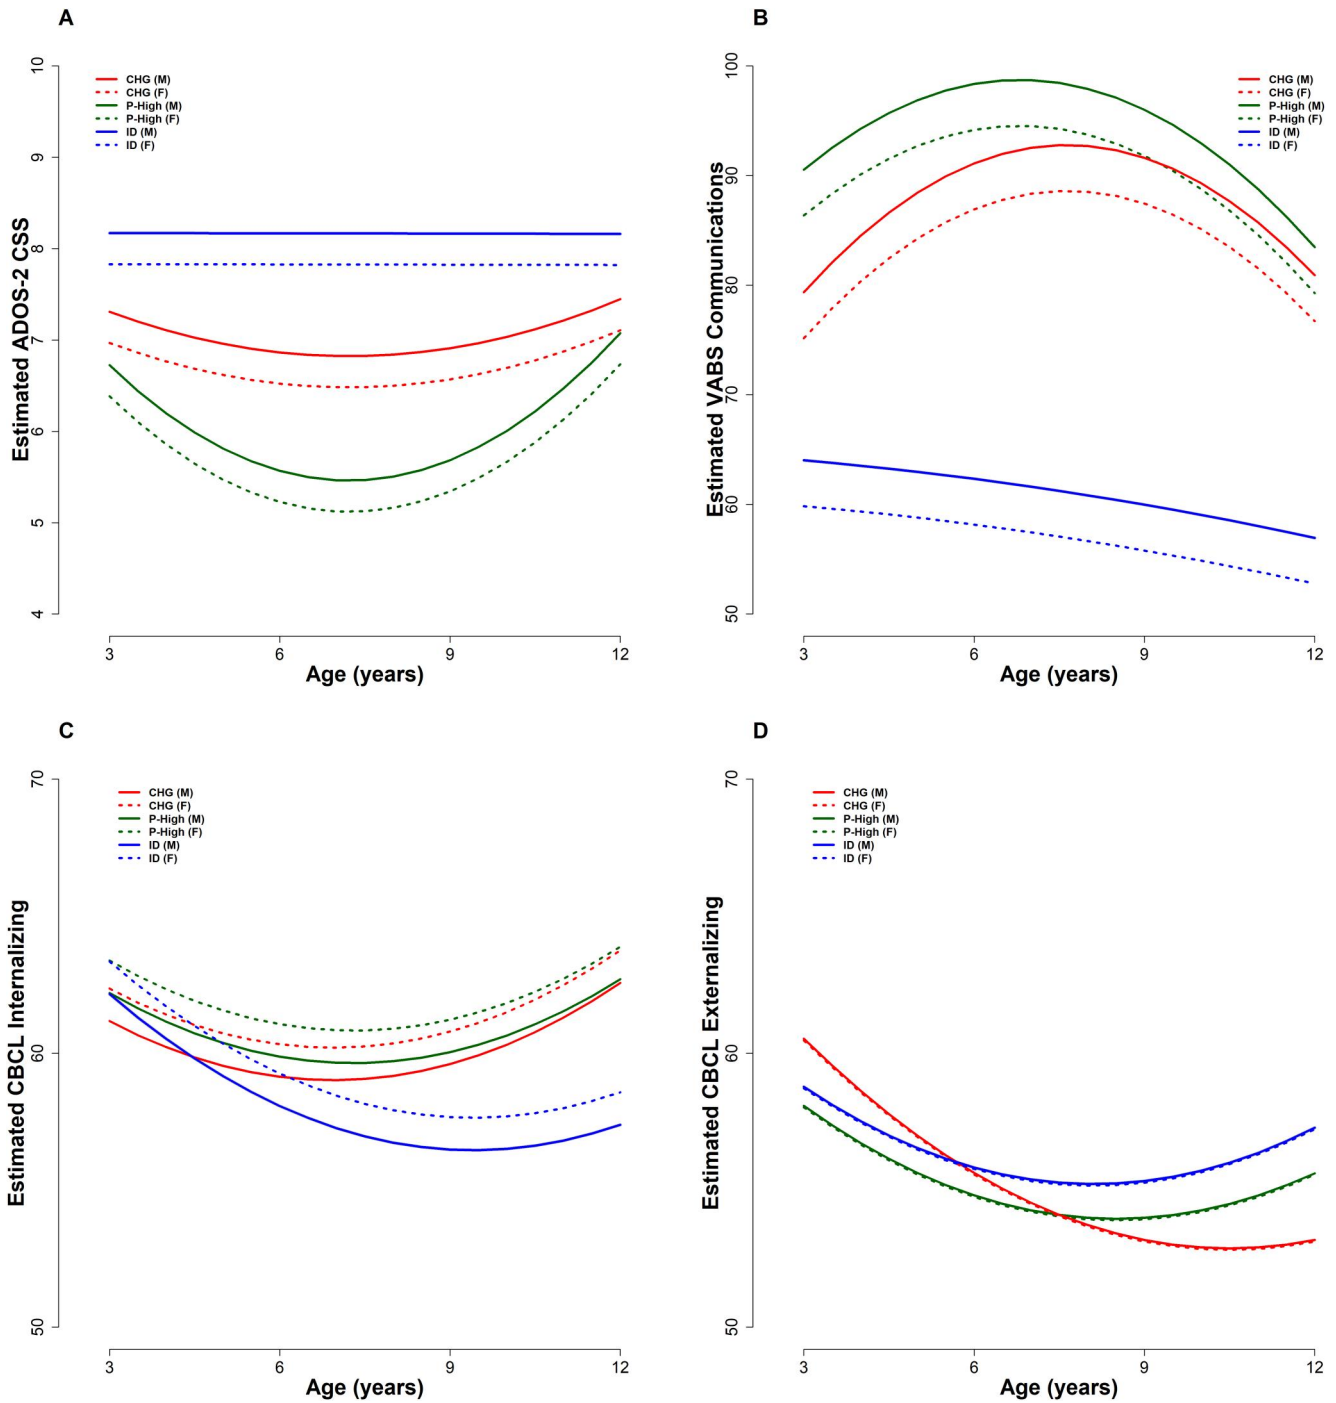 A
Estimated ADOS-2 CSS
10
9
8
7
6
5
4
CHG (M)
CHG (F)
P-High (M)
P-High (F)
ID (M)
ID (F)
3 6 9 12
Age (years)
B
Estimated VABS Communications
100
90
80
70
60
50
CHG (M)
CHG (F)
P-High (M)
P-High (F)
ID (M)
ID (F)
3 6 9 12
Age (years)
C
Estimated CBCL Internalizing
70
60
50
CHG (M)
CHG (F)
P-High (M)
P-High (F)
ID (M)
ID (F)
3 6 9 12
Age (years)
D
Estimated CBCL Externalizing
70
60
50
CHG (M)
CHG (F)
P-High (M)
P-High (F)
ID (M)
ID (F)
3 6 9 12
Age (years)